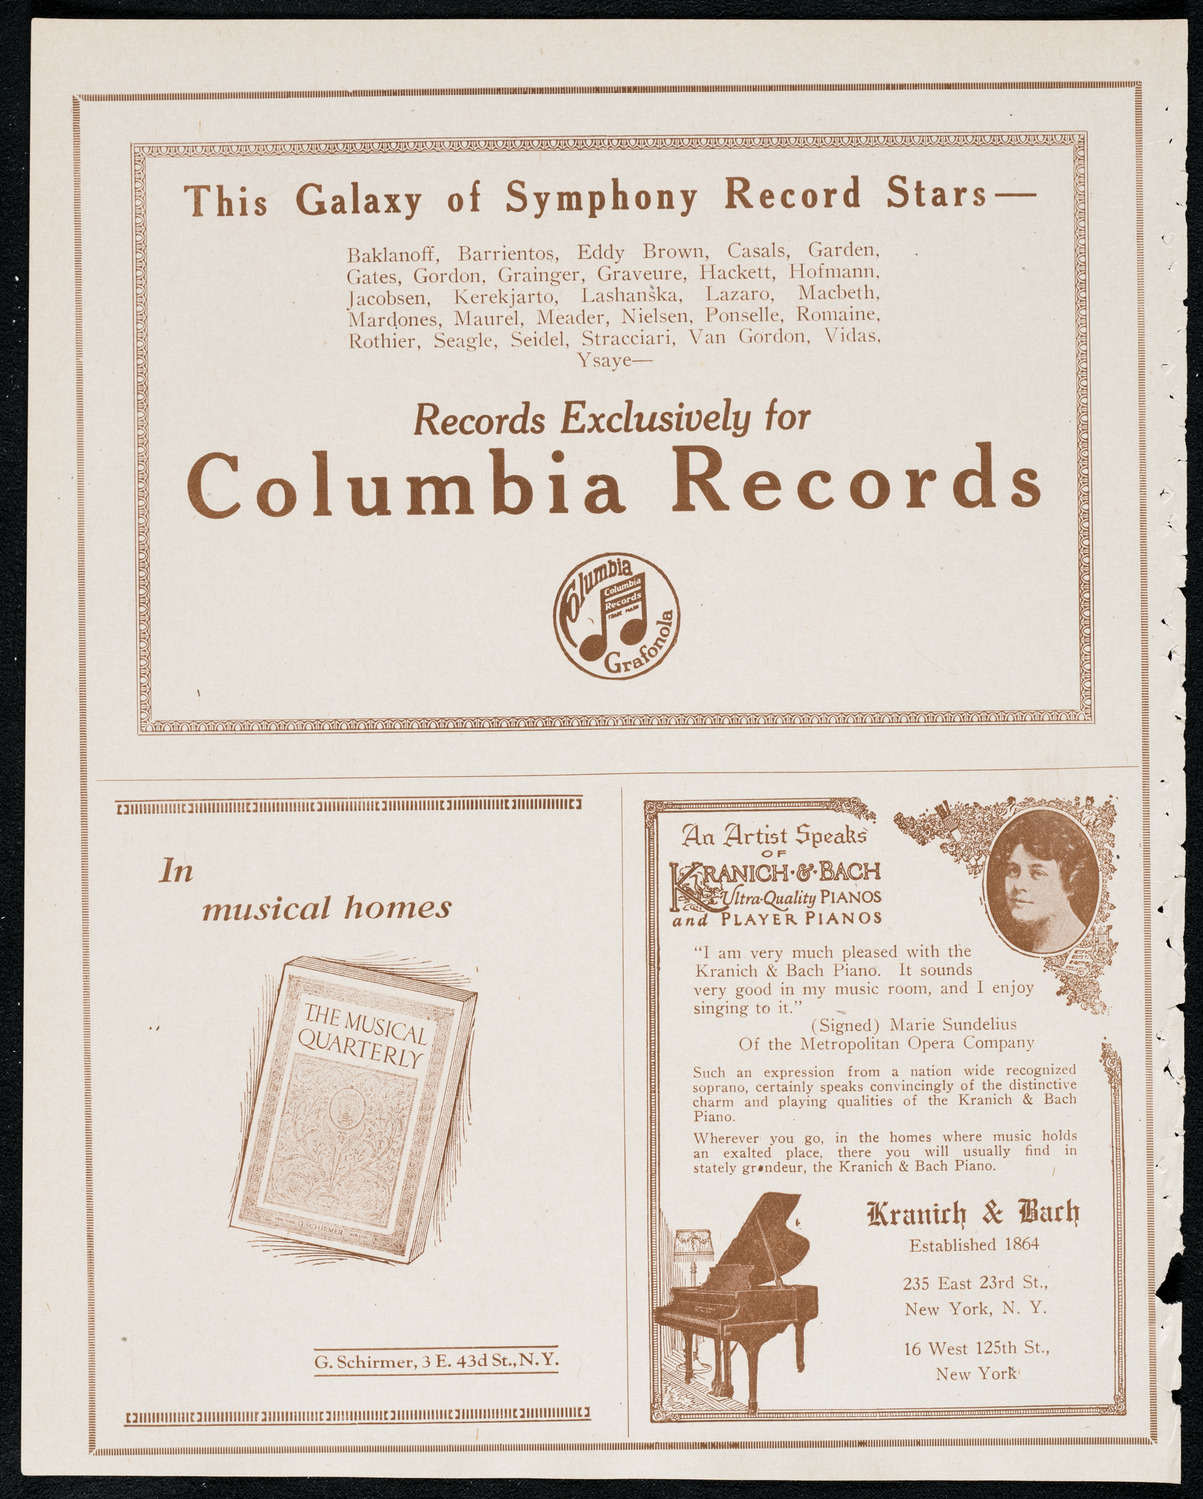 This Galaxy of Symphony Record Stars—
Baklanoff, Barrientos, Eddy Brown, Casals, Garden,
Gates, Gordon, Grainger, Graveure, Hackett, Hofmann,
Jacobsen, Kerekjarto, Lashanska, Lazaro, Macbeth,
Mardones, Maurel, Meader, Nielsen, Ponselle, Romaine,
Rothier, Seagle, Seidel, Stracciari, Van Gordon, Vidas,
Ysaye—
Records Exclusively for
Columbia Records
Columbia
Columbia
Records
TRADE MARK
Grafonola
In
musical homes
THE MUSICAL
QUARTERLY
G. SCHIRMER
G. Schirmer, 3 E. 43d St., N.Y.
An Artist Speaks
OF
KRANICH·&·BACH
Ultra-Quality PIANOS
and PLAYER PIANOS
“I am very much pleased with the
Kranich & Bach Piano. It sounds
very good in my music room, and I enjoy
singing to it.”
(Signed) Marie Sundelius
Of the Metropolitan Opera Company
Such an expression from a nation wide recognized
soprano, certainly speaks convincingly of the distinctive
charm and playing qualities of the Kranich & Bach
Piano.
Wherever you go, in the homes where music holds
an exalted place, there you will usually find in
stately grandeur, the Kranich & Bach Piano.
Kranich & Bach
Established 1864
235 East 23rd St.,
New York, N. Y.
16 West 125th St.,
New York